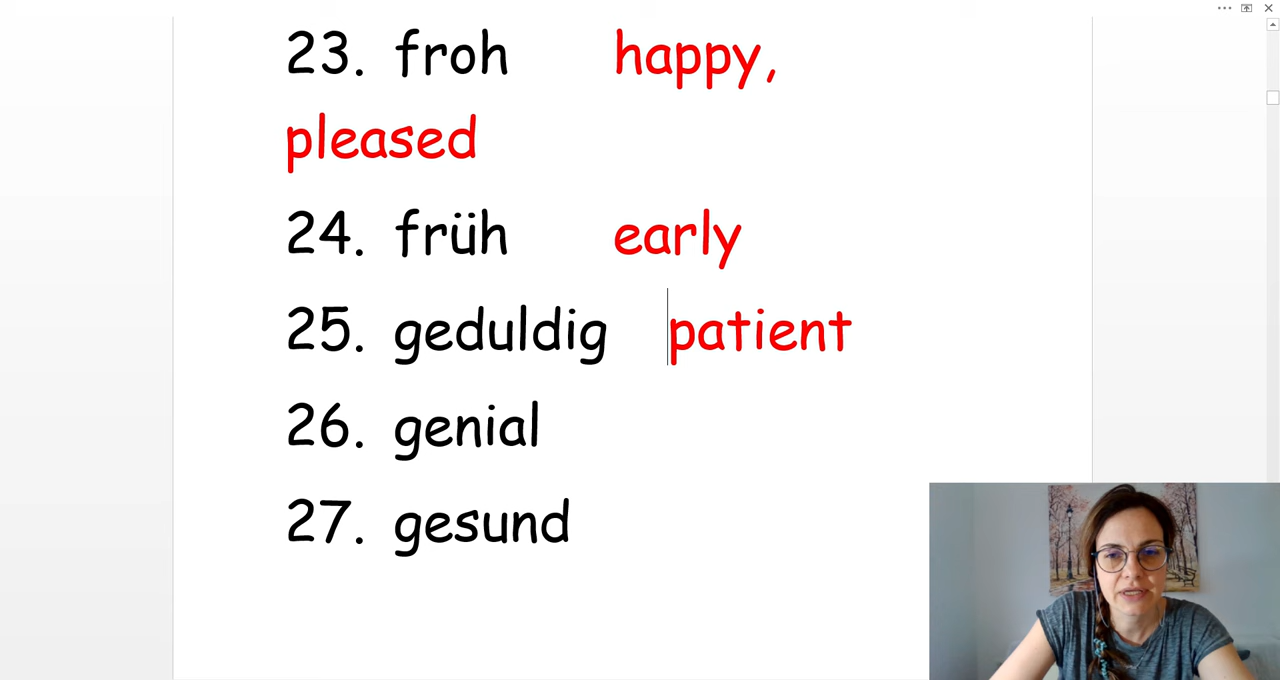 23. froh happy,
pleased
24. früh early
25. geduldig patient
26. genial
27. gesund